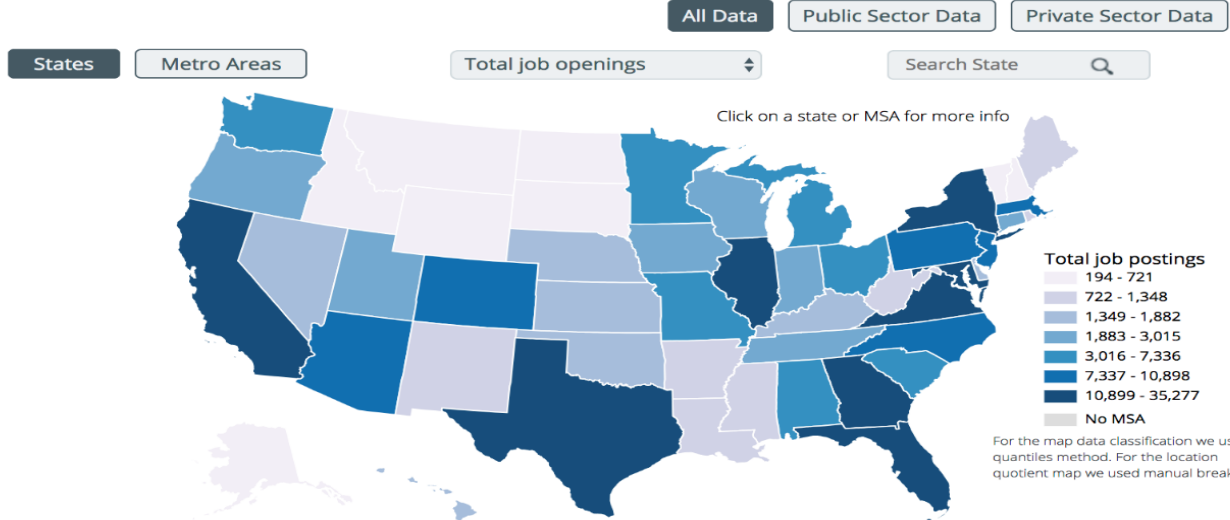 All Data
Public Sector Data
Private Sector Data
States
Metro Areas
Total job openings
Search State
Click on a state or MSA for more info
Total job postings
194 - 721
722 - 1,348
1,349 - 1,882
1,883 - 3,015
3,016 - 7,336
7,337 - 10,898
10,899 - 35,277
No MSA
For the map data classification we us
quantiles method. For the location
quotient map we used manual break